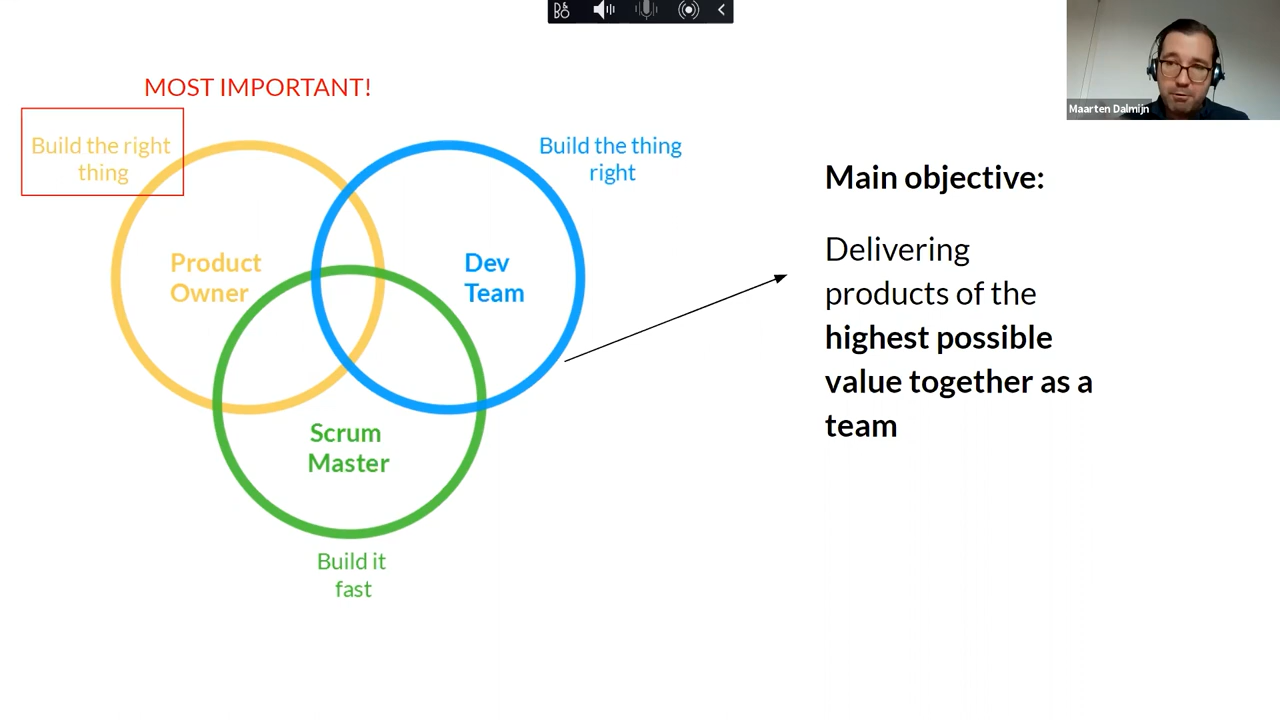 MOST IMPORTANT!
Build the right
thing
Build the thing
right
Product
Owner
Dev
Team
Scrum
Master
Build it
fast
Main objective:
Delivering
products of the
highest possible
value together as a
team
Maarten Dalmijn